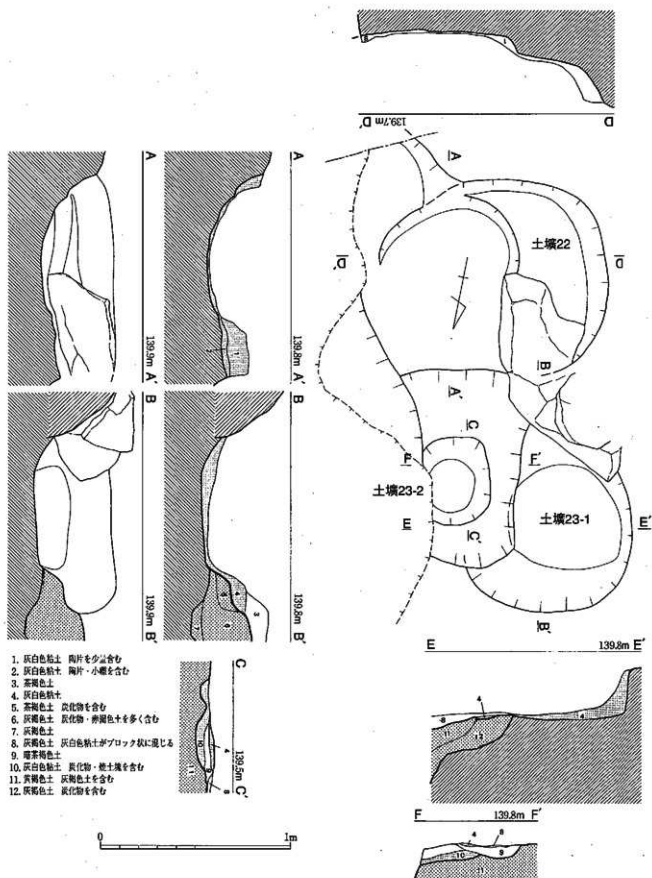 D' 139.7m D
A A'
139.9m
A A'
139.8m
B B'
139.9m
B B'
139.8m
土壙22
土壙23-2
土壙23-1
A
D'
D
B
A'
C
F
F'
E
E'
C'
B'
1. 灰白色粘土 陶片を少量含む
2. 灰白色粘土 陶片・小礫を含む
3. 茶褐色土
4. 灰白色粘土
5. 茶褐色土 炭化物を含む
6. 灰褐色土 炭化物・赤褐色土を多く含む
7. 灰褐色土
8. 灰褐色土 灰白色粘土がブロック状に混じる
9. 暗茶褐色土
10. 灰白色粘土 炭化物・焼土塊を含む
11. 黄褐色土 灰褐色土を含む
12. 灰褐色土 炭化物を含む
C 139.5m C'
E 139.8m E'
F 139.8m F'
0 1m